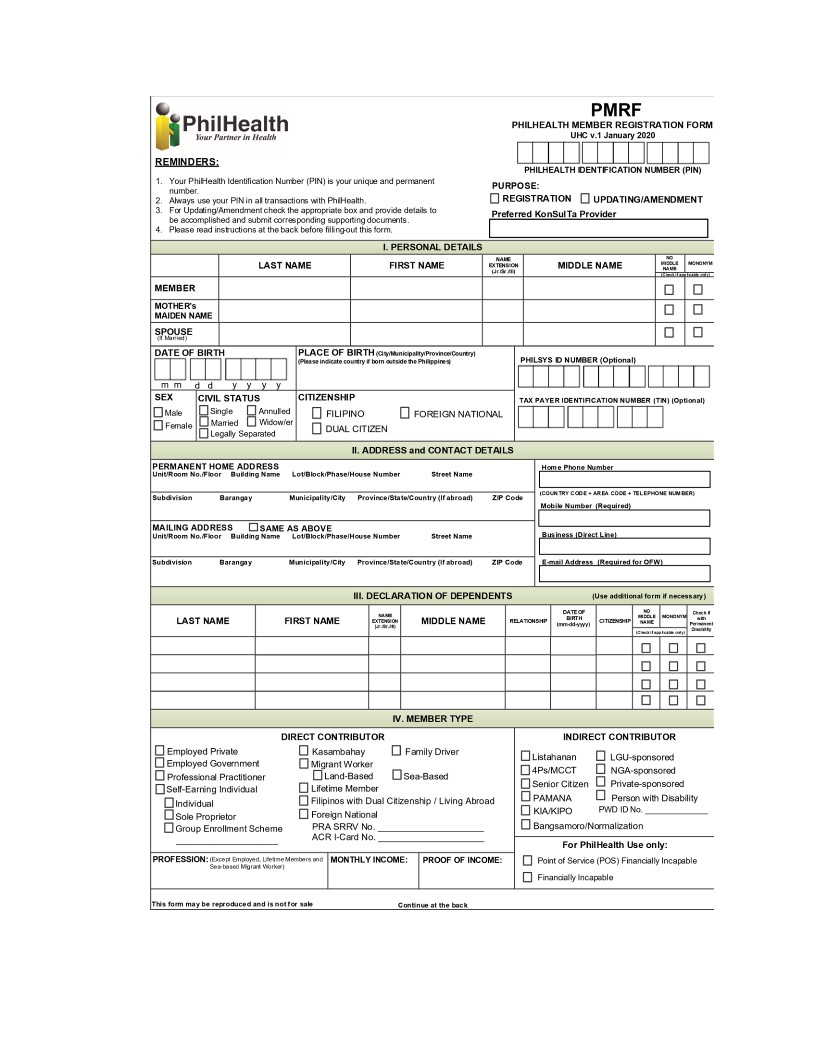 PhilHealth
Your Partner in Health
PMRF
PHILHEALTH MEMBER REGISTRATION FORM
UHC v.1 January 2020
PHILHEALTH IDENTIFICATION NUMBER (PIN)
REMINDERS:
1. Your PhilHealth Identification Number (PIN) is your unique and permanent
number.
2. Always use your PIN in all transactions with PhilHealth.
3. For Updating/Amendment check the appropriate box and provide details to
be accomplished and submit corresponding supporting documents.
4. Please read instructions at the back before filling-out this form.
PURPOSE:
REGISTRATION UPDATING/AMENDMENT
Preferred KonSulTa Provider
I. PERSONAL DETAILS
LAST NAME FIRST NAME NAME EXTENSION (Jr./Sr./III) MIDDLE NAME NO MIDDLE NAME MONONYM
(Check if applicable only)
MEMBER
MOTHER's
MAIDEN NAME
SPOUSE
(If Married)
DATE OF BIRTH
m m d d y y y y
PLACE OF BIRTH (City/Municipality/Province/Country)
(Please indicate country if born outside the Philippines)
PHILSYS ID NUMBER (Optional)
SEX
Male
Female
CIVIL STATUS
Single Annulled
Married Widow/er
Legally Separated
CITIZENSHIP
FILIPINO FOREIGN NATIONAL
DUAL CITIZEN
TAX PAYER IDENTIFICATION NUMBER (TIN) (Optional)
II. ADDRESS and CONTACT DETAILS
PERMANENT HOME ADDRESS
Unit/Room No./Floor Building Name Lot/Block/Phase/House Number Street Name
Subdivision Barangay Municipality/City Province/State/Country (If abroad) ZIP Code
MAILING ADDRESS SAME AS ABOVE
Unit/Room No./Floor Building Name Lot/Block/Phase/House Number Street Name
Subdivision Barangay Municipality/City Province/State/Country (If abroad) ZIP Code
Home Phone Number
(COUNTRY CODE + AREA CODE + TELEPHONE NUMBER)
Mobile Number (Required)
Business (Direct Line)
E-mail Address (Required for OFW)
III. DECLARATION OF DEPENDENTS (Use additional form if necessary)
LAST NAME FIRST NAME NAME EXTENSION (Jr./Sr./III) MIDDLE NAME RELATIONSHIP DATE OF BIRTH (mm-dd-yyyy) CITIZENSHIP NO MIDDLE NAME MONONYM Check if with Permanent Disability
(Check if applicable only)
IV. MEMBER TYPE
DIRECT CONTRIBUTOR
Employed Private
Employed Government
Professional Practitioner
Self-Earning Individual
Individual
Sole Proprietor
Group Enrollment Scheme
Kasambahay Family Driver
Migrant Worker
Land-Based Sea-Based
Lifetime Member
Filipinos with Dual Citizenship / Living Abroad
Foreign National
PRA SRRV No.
ACR I-Card No.
INDIRECT CONTRIBUTOR
Listahanan LGU-sponsored
4Ps/MCCT NGA-sponsored
Senior Citizen Private-sponsored
PAMANA Person with Disability
KIA/KIPO PWD ID No.
Bangsamoro/Normalization
PROFESSION: (Except Employed, Lifetime Members and
Sea-based Migrant Worker)
MONTHLY INCOME:
PROOF OF INCOME:
For PhilHealth Use only:
Point of Service (POS) Financially Incapable
Financially Incapable
This form may be reproduced and is not for sale
Continue at the back